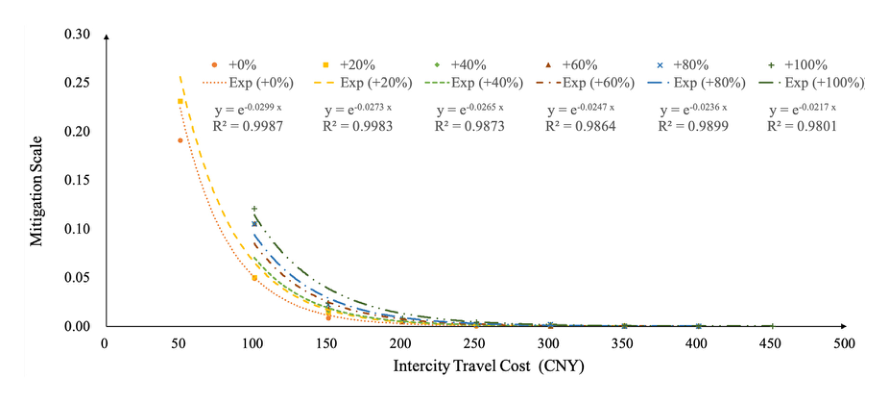 0.30
0.25
0.20
0.15
0.10
0.05
0.00
Mitigation Scale
+0% +20% +40% +60% +80% +100%
Exp (+0%) Exp (+20%) Exp (+40%) Exp (+60%) Exp (+80%) Exp (+100%)
y = e^-0.0299 x y = e^-0.0273 x y = e^-0.0265 x y = e^-0.0247 x y = e^-0.0236 x y = e^-0.0217 x
R² = 0.9987 R² = 0.9983 R² = 0.9873 R² = 0.9864 R² = 0.9899 R² = 0.9801
0 50 100 150 200 250 300 350 400 450 500
Intercity Travel Cost (CNY)